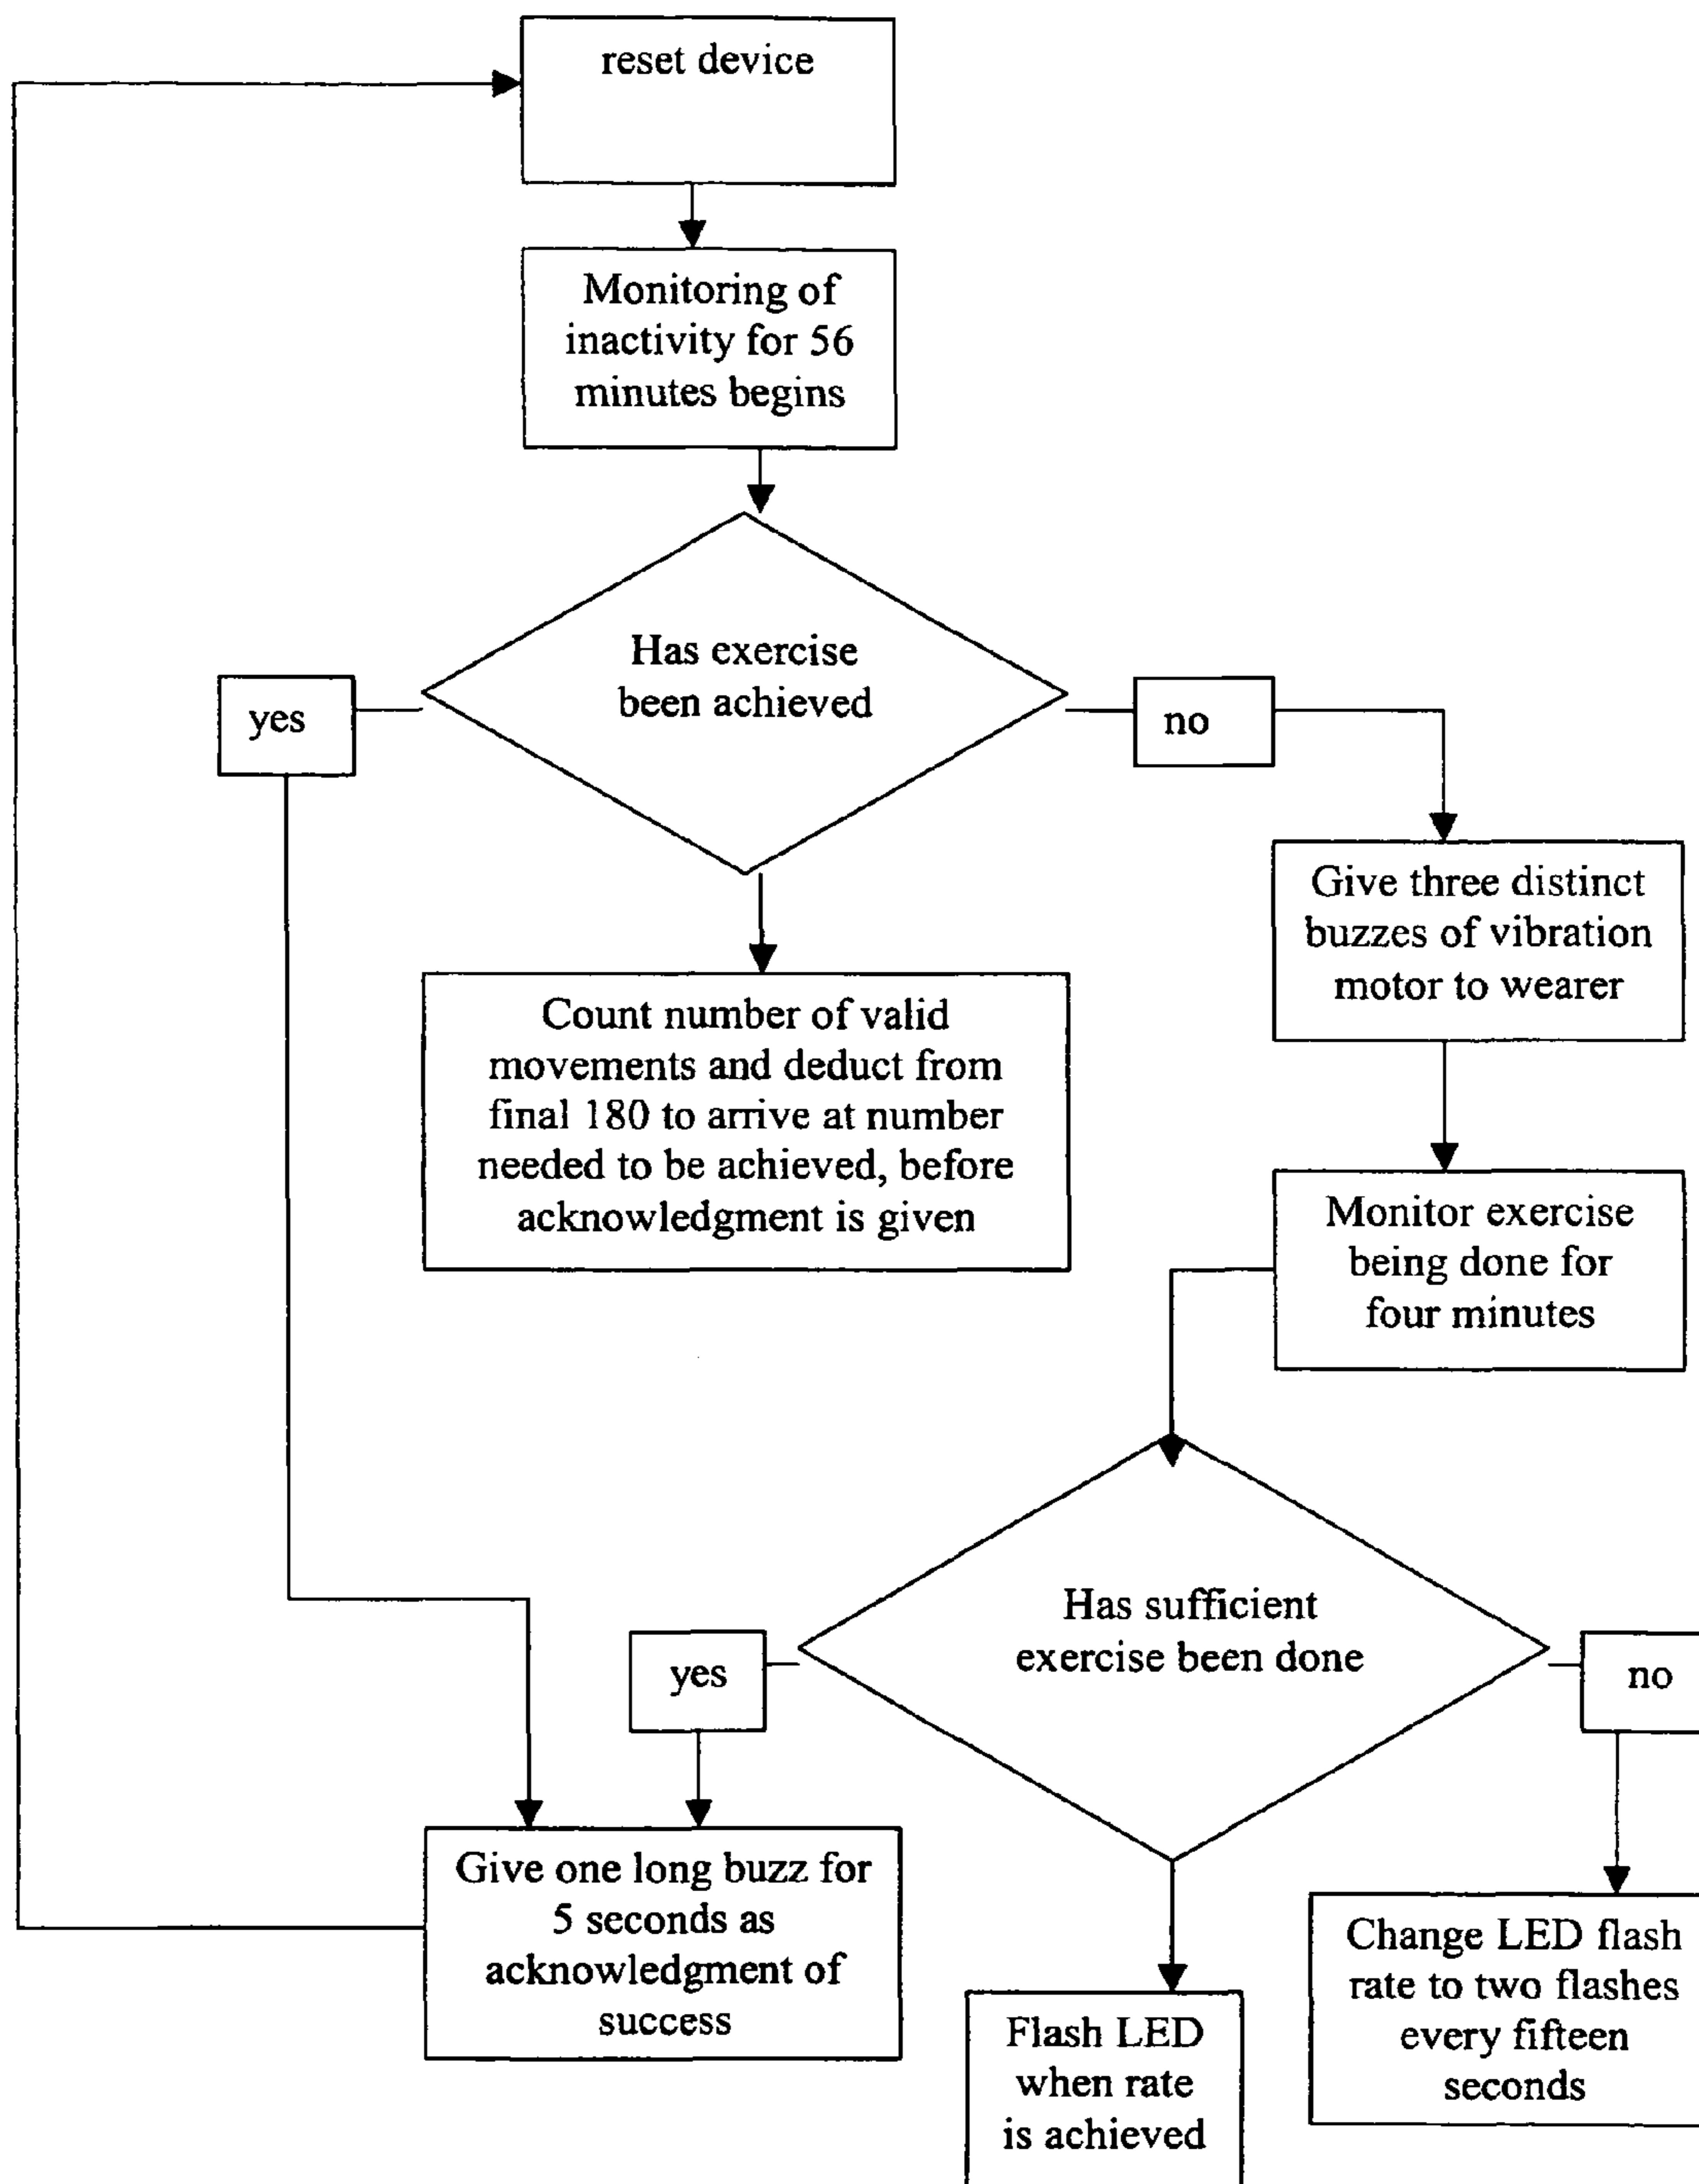 reset device
Monitoring of
inactivity for 56
minutes begins
Has exercise
been achieved
yes
no
Give three distinct
buzzes of vibration
motor to wearer
Count number of valid
movements and deduct from
final 180 to arrive at number
needed to be achieved, before
acknowledgment is given
Monitor exercise
being done for
four minutes
Has sufficient
exercise been done
yes
no
Give one long buzz for
5 seconds as
acknowledgment of
success
Flash LED
when rate
is achieved
Change LED flash
rate to two flashes
every fifteen
seconds